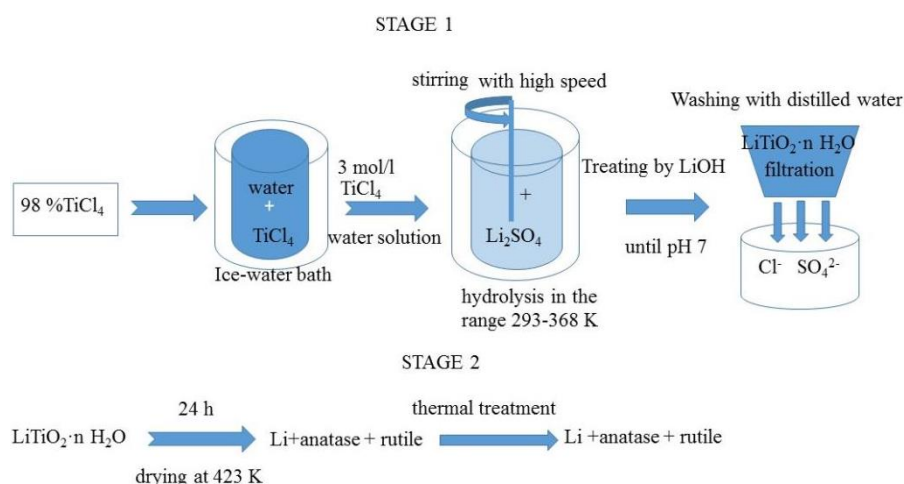 STAGE 1
stirring with high speed
Washing with distilled water
98 %TiCl₄
water
+
TiCl₄
Ice-water bath
3 mol/l
TiCl₄
water solution
+
Li₂SO₄
hydrolysis in the
range 293-368 K
Treating by LiOH
until pH 7
LiTiO₂·n H₂O
filtration
Cl⁻ SO₄²⁻
STAGE 2
LiTiO₂·n H₂O
24 h
drying at 423 K
Li+anatase + rutile
thermal treatment
Li +anatase + rutile